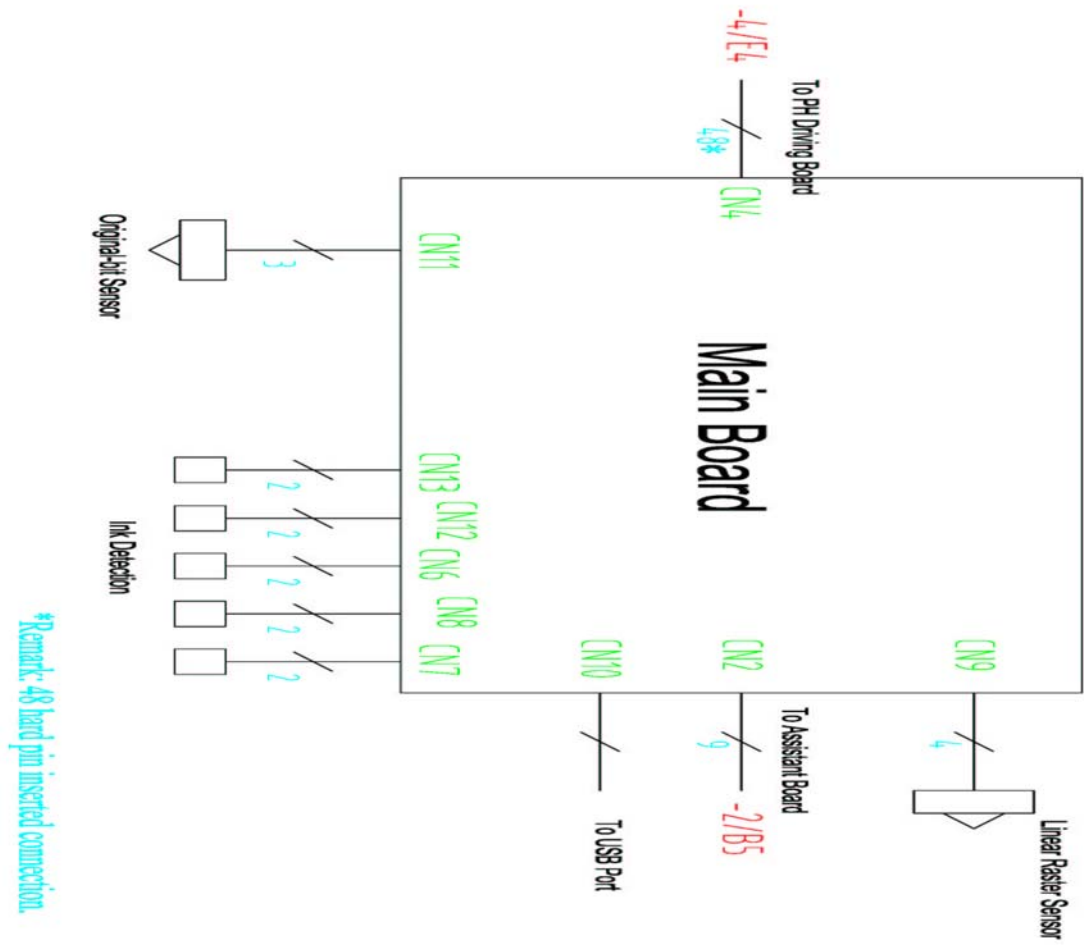 Linear Raster Sensor
CN9
4
To PH Driving Board
To Assistant Board
-4/E4
48*
CN4
Main Board
CN2
9
-2/B5
To USB Port
CN10
CN12
CN8
CN11
CN13
CN6
CN7
3
2
2
2
2
2
Ink Detection
Original-bit Sensor
*Remark: 48 hard pin inserted connection.